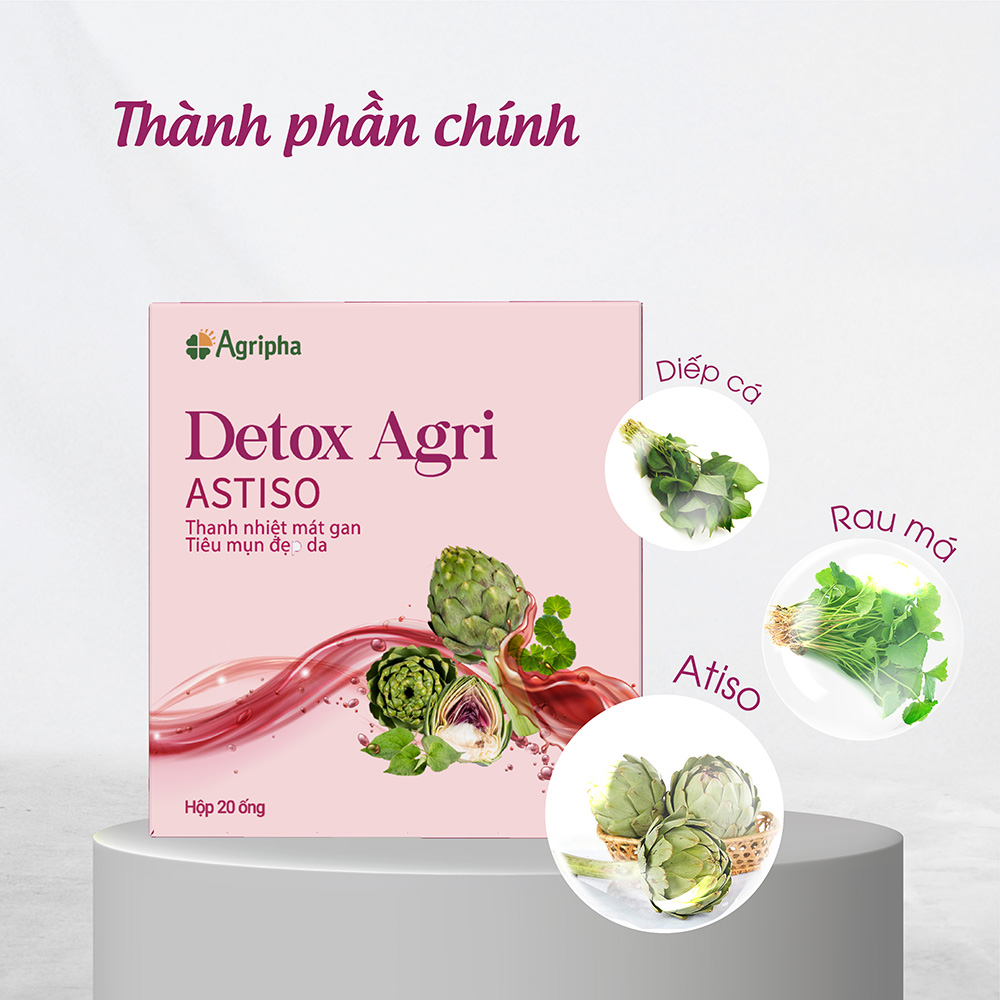 Thành phần chính
Agripha
Detox Agri
ASTISO
Thanh nhiệt mát gan
Tiêu mụn đẹp da
Hộp 20 ống
Diếp cá
Rau má
Atiso